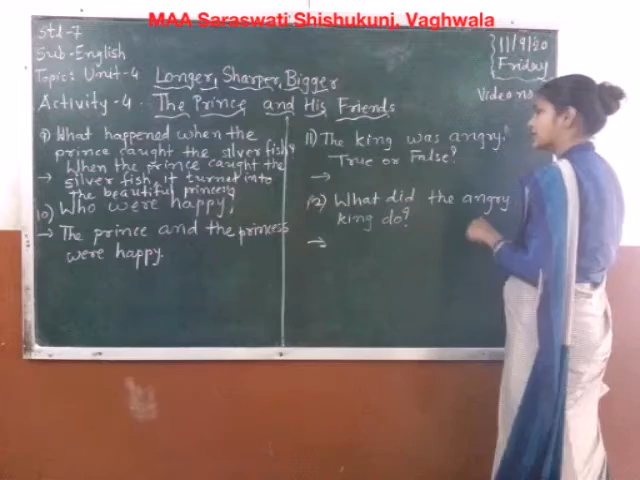 MAA Saraswati Shishukunj, Vaghwala
Std-7
Sub-English
Topic: Unit-4 Longer, Sharper, Bigger
Activity-4. The Prince and His Friends
11/9/20
Friday
Video no
9) What happened when the
prince caught the silver fish?
→ When the prince caught the
silver fish, it turned into
the beautiful princess
10) Who were happy?
→ The prince and the princess
were happy.
11) The king was angry.
True or False?
→
12) What did the angry
king do?
→